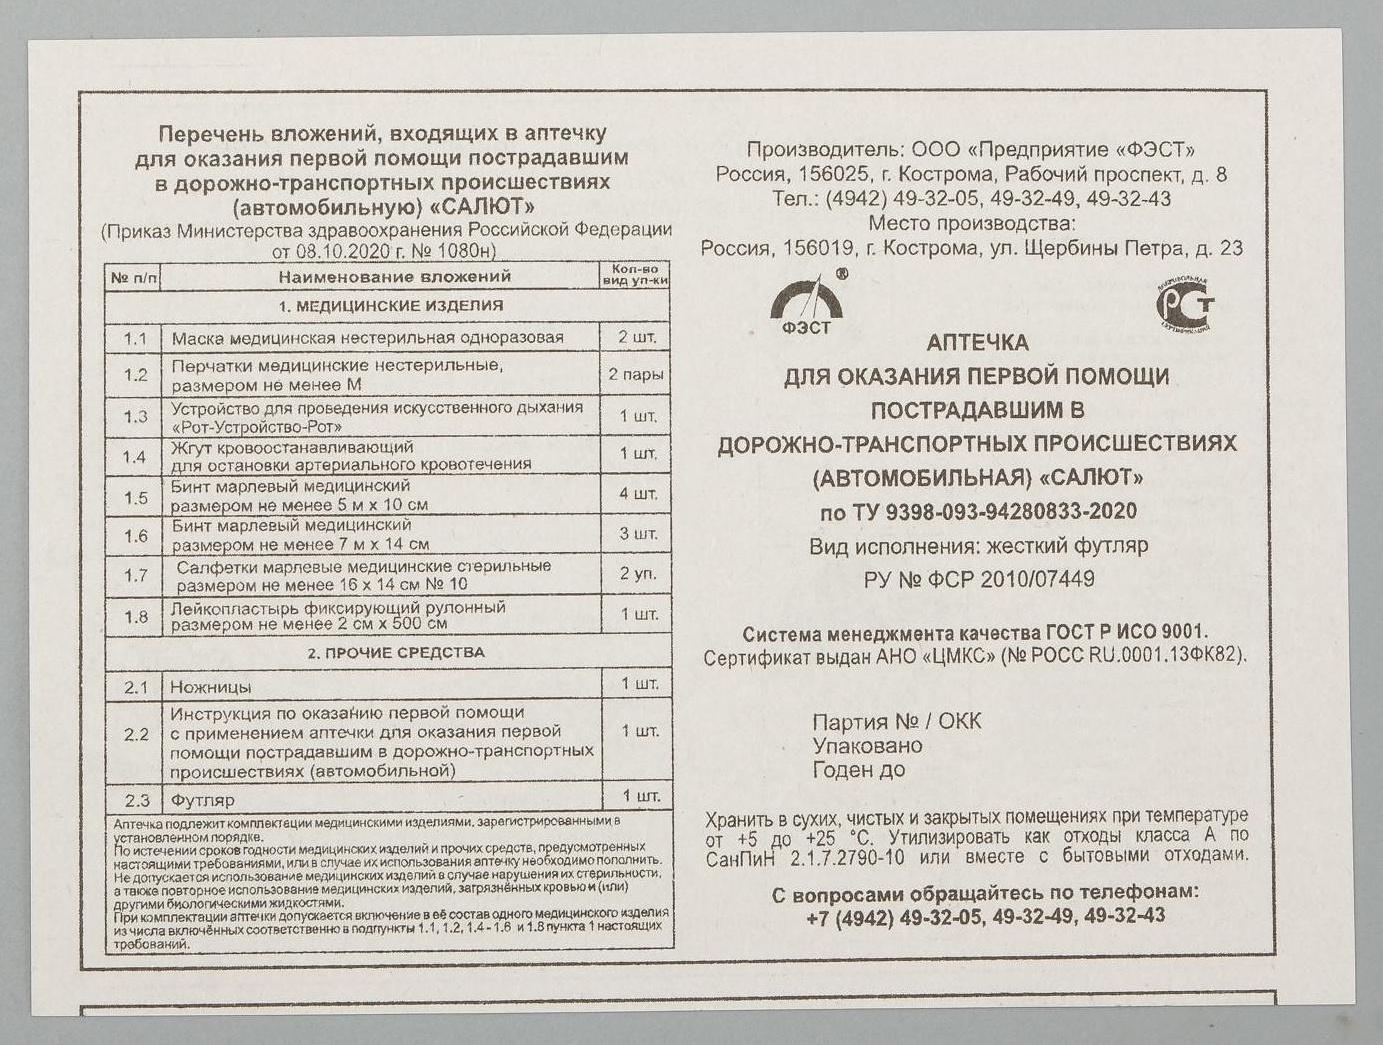 Перечень вложений, входящих в аптечку
для оказания первой помощи пострадавшим
в дорожно-транспортных происшествиях
(автомобильную) «САЛЮТ»
(Приказ Министерства здравоохранения Российской Федерации
от 08.10.2020 г. № 1080н)
№ п/п Наименование вложений Кол-во
вид уп-ки
1. МЕДИЦИНСКИЕ ИЗДЕЛИЯ
1.1 Маска медицинская нестерильная одноразовая 2 шт.
1.2 Перчатки медицинские нестерильные,
размером не менее М 2 пары
1.3 Устройство для проведения искусственного дыхания
«Рот-Устройство-Рот» 1 шт.
1.4 Жгут кровоостанавливающий
для остановки артериального кровотечения 1 шт.
1.5 Бинт марлевый медицинский
размером не менее 5 м х 10 см 4 шт.
1.6 Бинт марлевый медицинский
размером не менее 7 м х 14 см 3 шт.
1.7 Салфетки марлевые медицинские стерильные
размером не менее 16 х 14 см № 10 2 уп.
1.8 Лейкопластырь фиксирующий рулонный
размером не менее 2 см х 500 см 1 шт.
2. ПРОЧИЕ СРЕДСТВА
2.1 Ножницы 1 шт.
2.2 Инструкция по оказанию первой помощи
с применением аптечки для оказания первой
помощи пострадавшим в дорожно-транспортных
происшествиях (автомобильной) 1 шт.
2.3 Футляр 1 шт.
Аптечка подлежит комплектации медицинскими изделиями, зарегистрированными в
установленном порядке.
По истечении сроков годности медицинских изделий и прочих средств, предусмотренных
настоящими требованиями, или в случае их использования аптечку необходимо пополнить.
Не допускается использование медицинских изделий в случае нарушения их стерильности,
а также повторное использование медицинских изделий, загрязнённых кровью и (или)
другими биологическими жидкостями.
При комплектации аптечки допускается включение в её состав одного медицинского изделия
из числа включённых соответственно в подпункты 1.1, 1.2, 1.4 - 1.6 и 1.8 пункта 1 настоящих
требований.
Производитель: ООО «Предприятие «ФЭСТ»
Россия, 156025, г. Кострома, Рабочий проспект, д. 8
Тел.: (4942) 49-32-05, 49-32-49, 49-32-43
Место производства:
Россия, 156019, г. Кострома, ул. Щербины Петра, д. 23
®
ФЭСТ
РСТ
АПТЕЧКА
ДЛЯ ОКАЗАНИЯ ПЕРВОЙ ПОМОЩИ
ПОСТРАДАВШИМ В
ДОРОЖНО-ТРАНСПОРТНЫХ ПРОИСШЕСТВИЯХ
(АВТОМОБИЛЬНАЯ) «САЛЮТ»
по ТУ 9398-093-94280833-2020
Вид исполнения: жесткий футляр
РУ № ФСР 2010/07449
Система менеджмента качества ГОСТ Р ИСО 9001.
Сертификат выдан АНО «ЦМКС» (№ РОСС RU.0001.13ФК82).
Партия № / ОКК
Упаковано
Годен до
Хранить в сухих, чистых и закрытых помещениях при температуре
от +5 до +25 °С. Утилизировать как отходы класса А по
СанПиН 2.1.7.2790-10 или вместе с бытовыми отходами.
С вопросами обращайтесь по телефонам:
+7 (4942) 49-32-05, 49-32-49, 49-32-43